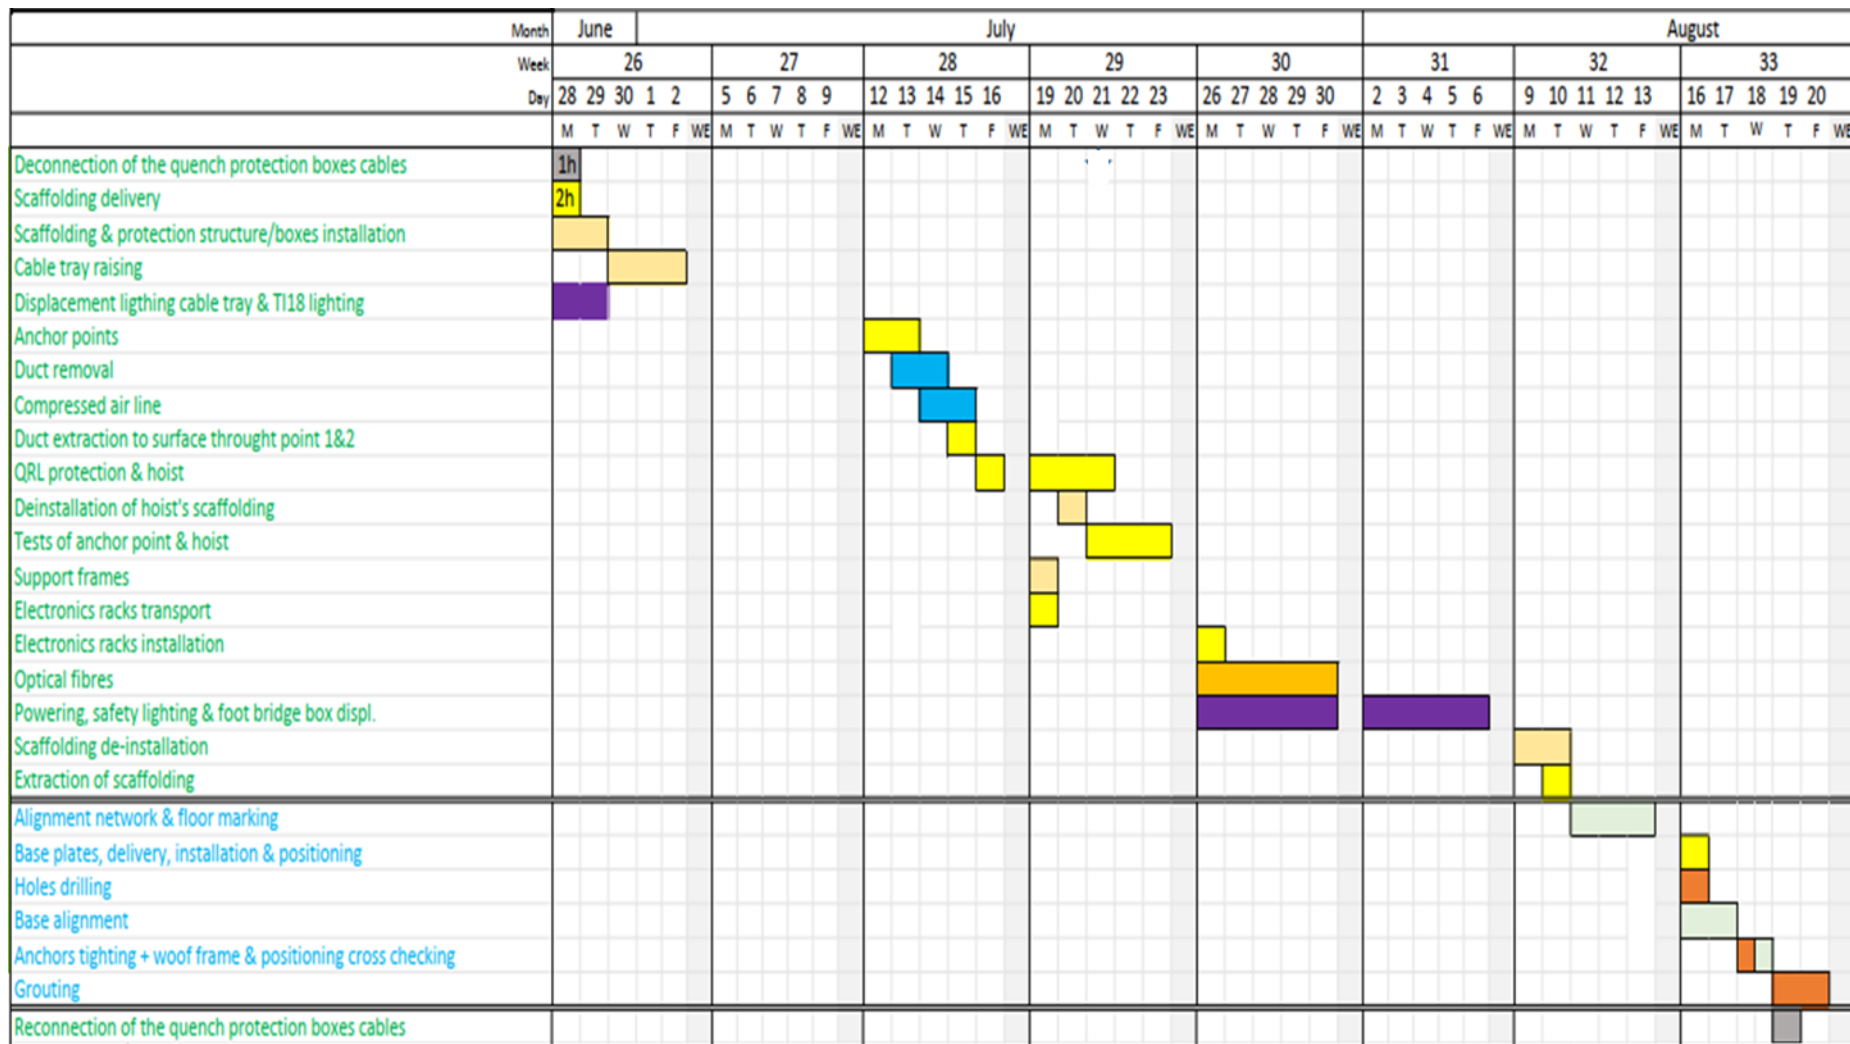 Month June July August
Week 26 27 28 29 30 31 32 33
Day 28 29 30 1 2 5 6 7 8 9 12 13 14 15 16 19 20 21 22 23 26 27 28 29 30 2 3 4 5 6 9 10 11 12 13 16 17 18 19 20
M T W T F WE M T W T F WE M T W T F WE M T W T F WE M T W T F WE M T W T F WE M T W T F WE M T W T F WE
Deconnection of the quench protection boxes cables 1h
Scaffolding delivery 2h
Scaffolding & protection structure/boxes installation
Cable tray raising
Displacement ligthing cable tray & TI18 lighting
Anchor points
Duct removal
Compressed air line
Duct extraction to surface throught point 1&2
QRL protection & hoist
Deinstallation of hoist's scaffolding
Tests of anchor point & hoist
Support frames
Electronics racks transport
Electronics racks installation
Optical fibres
Powering, safety lighting & foot bridge box displ.
Scaffolding de-installation
Extraction of scaffolding
Alignment network & floor marking
Base plates, delivery, installation & positioning
Holes drilling
Base alignment
Anchors tighting + woof frame & positioning cross checking
Grouting
Reconnection of the quench protection boxes cables